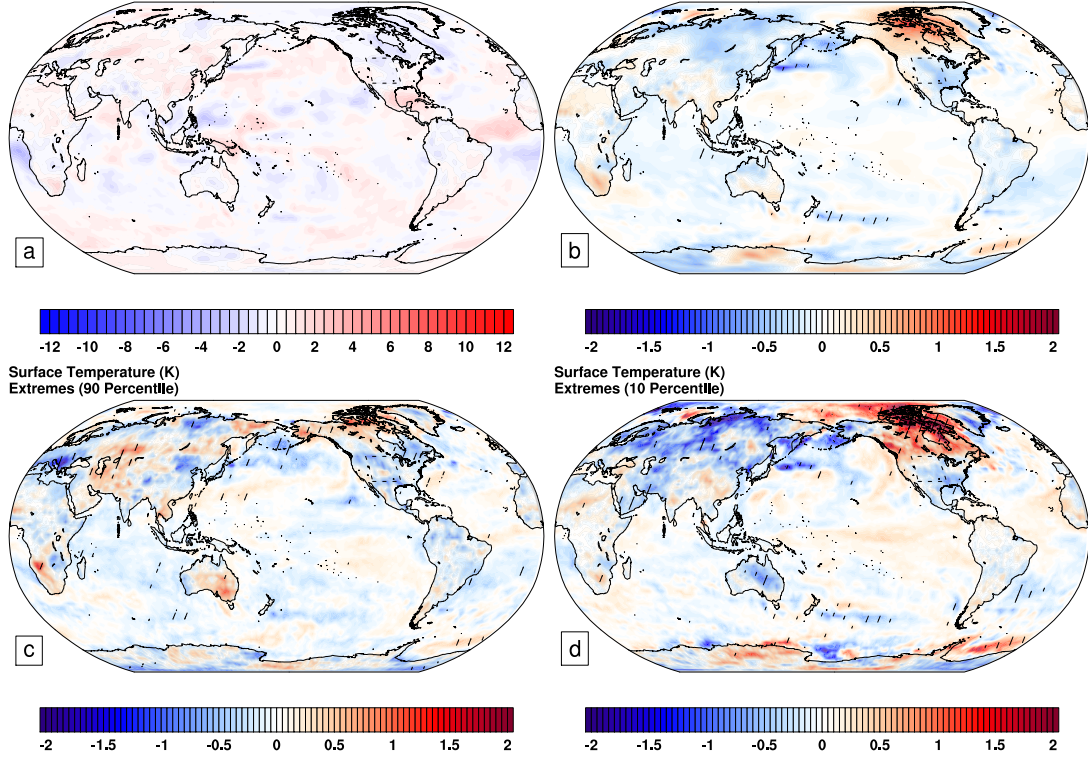 a
b
-12 -10 -8 -6 -4 -2 0 2 4 6 8 10 12
-2 -1.5 -1 -0.5 0 0.5 1 1.5 2
Surface Temperature (K)
Extremes (90 Percentile)
Surface Temperature (K)
Extremes (10 Percentile)
c
d
-2 -1.5 -1 -0.5 0 0.5 1 1.5 2
-2 -1.5 -1 -0.5 0 0.5 1 1.5 2